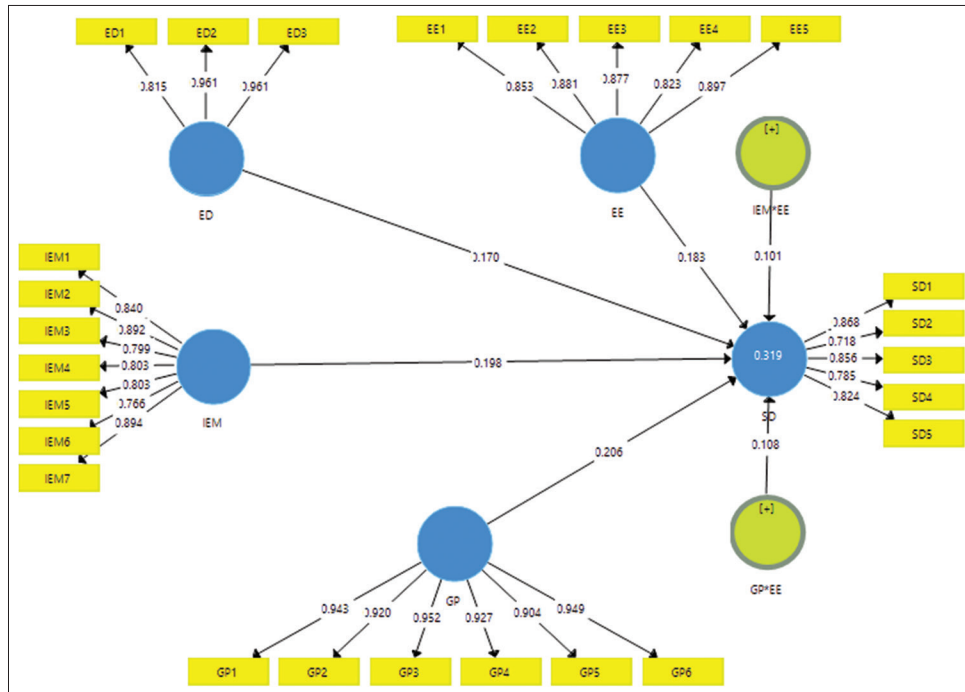 ED1 ED2 ED3
EE1 EE2 EE3 EE4 EE5
0.815 0.961 0.961
0.853 0.881 0.877 0.823 0.897
[+]
ED
EE
IEM*EE
0.170
0.183
0.101
IEM1
IEM2
IEM3
IEM4
IEM5
IEM6
IEM7
0.840
0.892
0.799
0.803
0.803
0.766
0.894
IEM
0.198
0.319
SD
0.868
0.718
0.856
0.785
0.824
SD1
SD2
SD3
SD4
SD5
0.206
0.108
[+]
GP
GP*EE
0.943 0.920 0.952 0.927 0.904 0.949
GP1 GP2 GP3 GP4 GP5 GP6